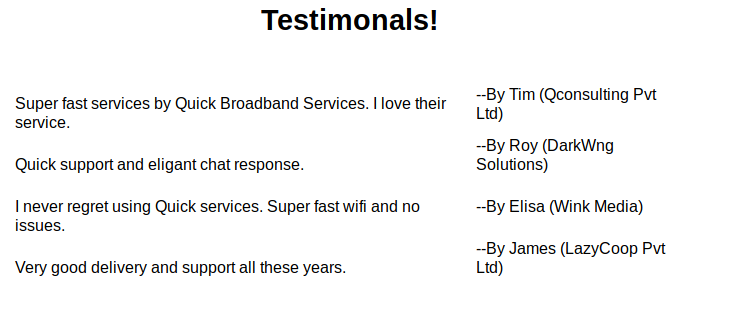 Testimonals!
Super fast services by Quick Broadband Services. I love their
service.
--By Tim (Qconsulting Pvt
Ltd)
Quick support and eligant chat response.
--By Roy (DarkWng
Solutions)
I never regret using Quick services. Super fast wifi and no
issues.
--By Elisa (Wink Media)
Very good delivery and support all these years.
--By James (LazyCoop Pvt
Ltd)